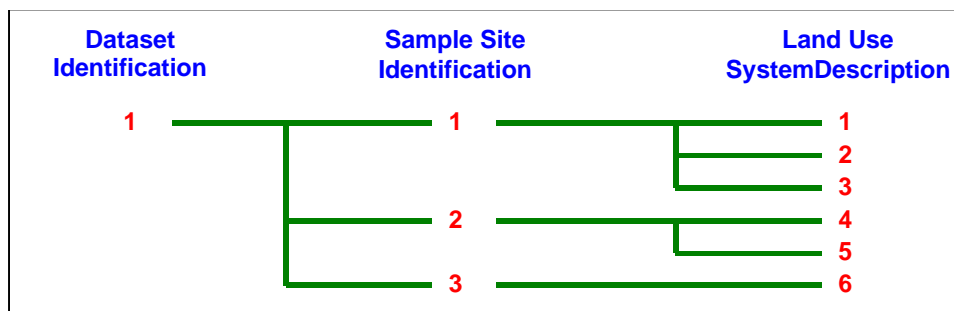 Dataset
Identification
Sample Site
Identification
Land Use
SystemDescription
1 1 1
2
3
2 4
5
3 6